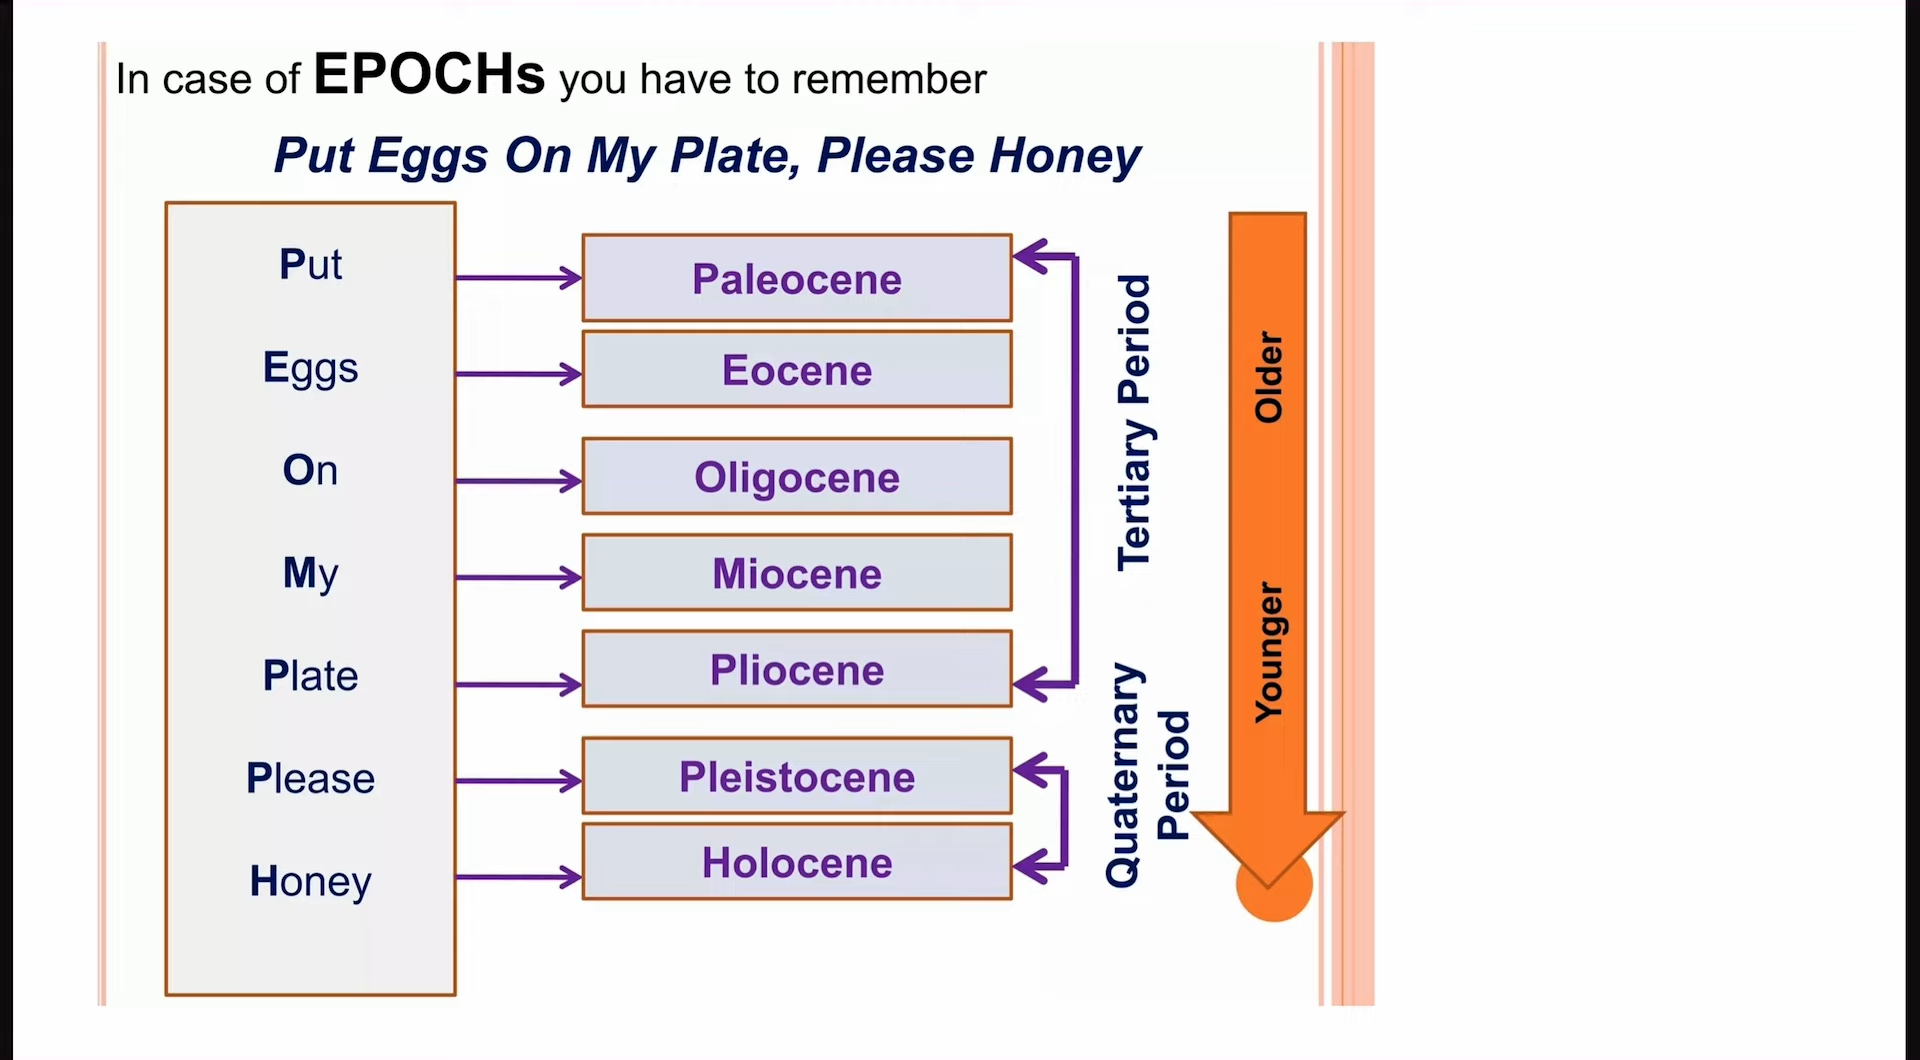 In case of EPOCHs you have to remember
Put Eggs On My Plate, Please Honey
Put
Eggs
On
My
Plate
Please
Honey
Paleocene
Eocene
Oligocene
Miocene
Pliocene
Pleistocene
Holocene
Tertiary Period
Quaternary
Period
Older
Younger